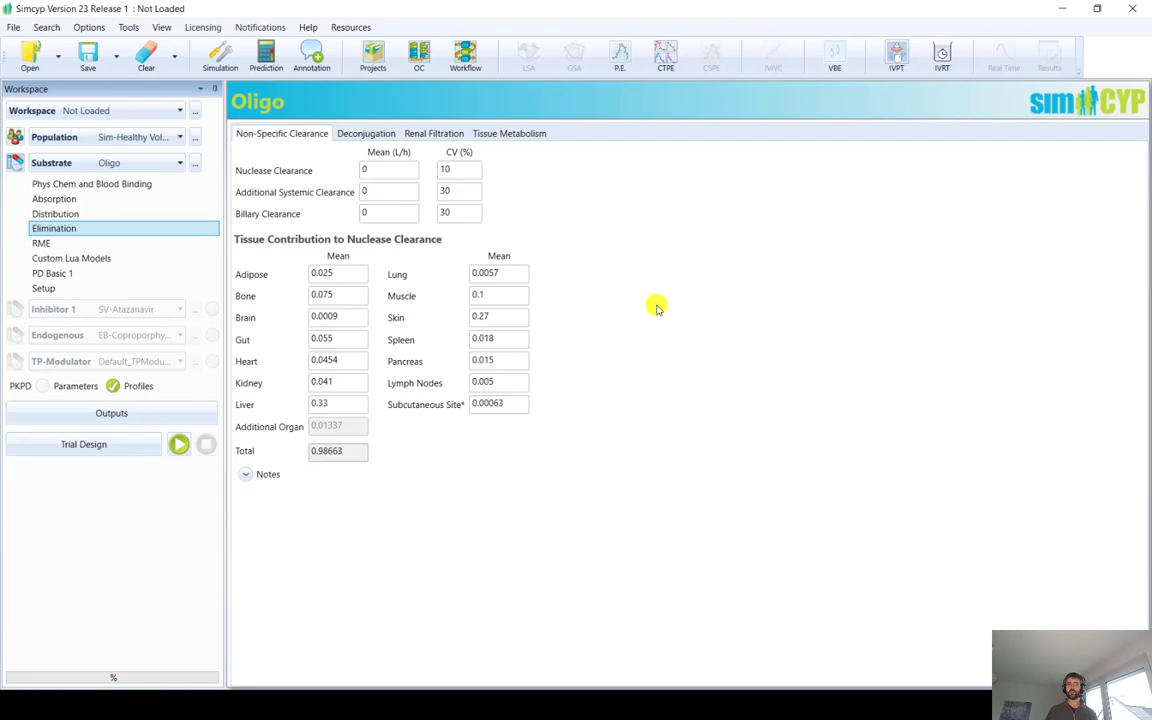 Simcyp Version 23 Release 1 : Not Loaded
File Search Options Tools View Licensing Help Notifications Resources
Open Save Clear Simulation Prediction Annotation Projects OC Workflow LSA GSA P.E. CTPE CSPE IVIVC VBE IVPT IVRT Real Time Results
Workspace
Workspace Not Loaded ...
Population Sim-Healthy Vol... ...
Substrate Oligo ...
Phys Chem and Blood Binding
Absorption
Distribution
Elimination
RME
Custom Lua Models
PD Basic 1
Setup
Inhibitor 1 SV-Atazanavir ...
Endogenous EB-Coproporphy... ...
TP-Modulator Default_TPModu... ...
PKPD Parameters Profiles
Outputs
Trial Design
%
Oligo
simCYP
Non-Specific Clearance Deconjugation Renal Filtration Tissue Metabolism
Mean (L/h) CV (%)
Nuclease Clearance 0 10
Additional Systemic Clearance 0 30
Billary Clearance 0 30
Tissue Contribution to Nuclease Clearance
Mean Mean
Adipose 0.025 Lung 0.0057
Bone 0.075 Muscle 0.1
Brain 0.0009 Skin 0.27
Gut 0.055 Spleen 0.018
Heart 0.0454 Pancreas 0.015
Kidney 0.041 Lymph Nodes 0.005
Liver 0.33 Subcutaneous Site* 0.00063
Additional Organ 0.01337
Total 0.98663
Notes